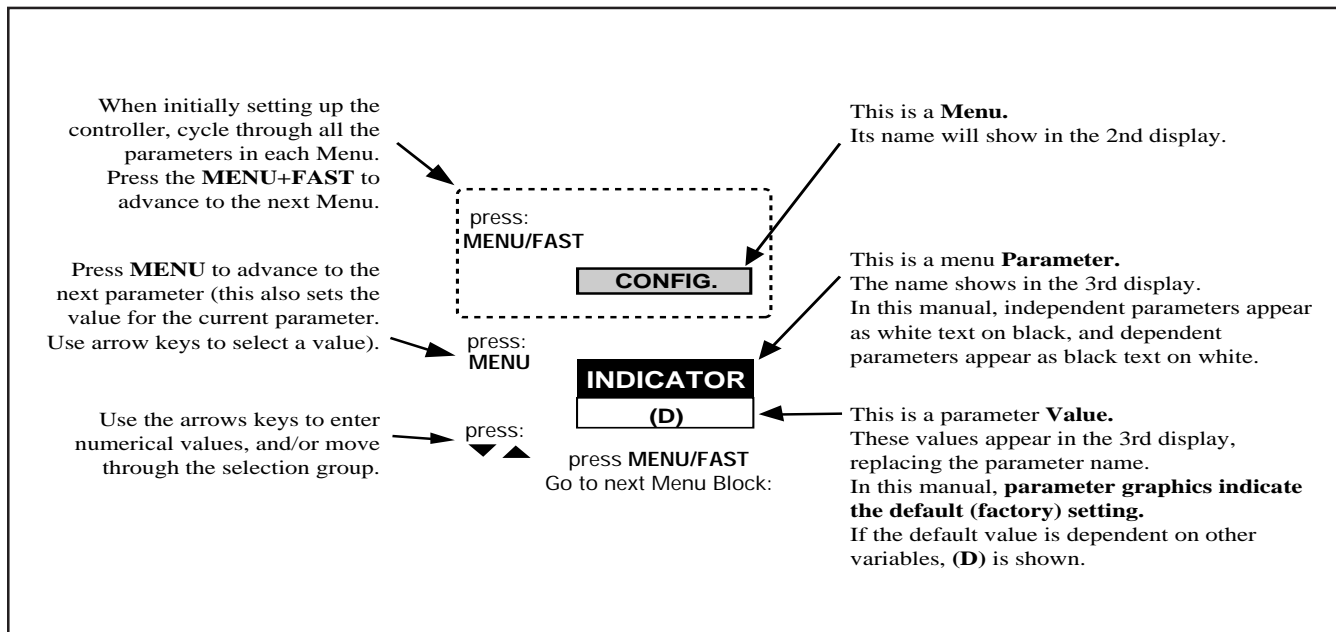 When initially setting up the
controller, cycle through all the
parameters in each Menu.
Press the MENU+FAST to
advance to the next Menu.
Press MENU to advance to the
next parameter (this also sets the
value for the current parameter.
Use arrow keys to select a value).
Use the arrows keys to enter
numerical values, and/or move
through the selection group.
press:
MENU/FAST
CONFIG.
press:
MENU
INDICATOR
(D)
press:
press MENU/FAST
Go to next Menu Block:
This is a Menu.
Its name will show in the 2nd display.
This is a menu Parameter.
The name shows in the 3rd display.
In this manual, independent parameters appear
as white text on black, and dependent
parameters appear as black text on white.
This is a parameter Value.
These values appear in the 3rd display,
replacing the parameter name.
In this manual, parameter graphics indicate
the default (factory) setting.
If the default value is dependent on other
variables, (D) is shown.